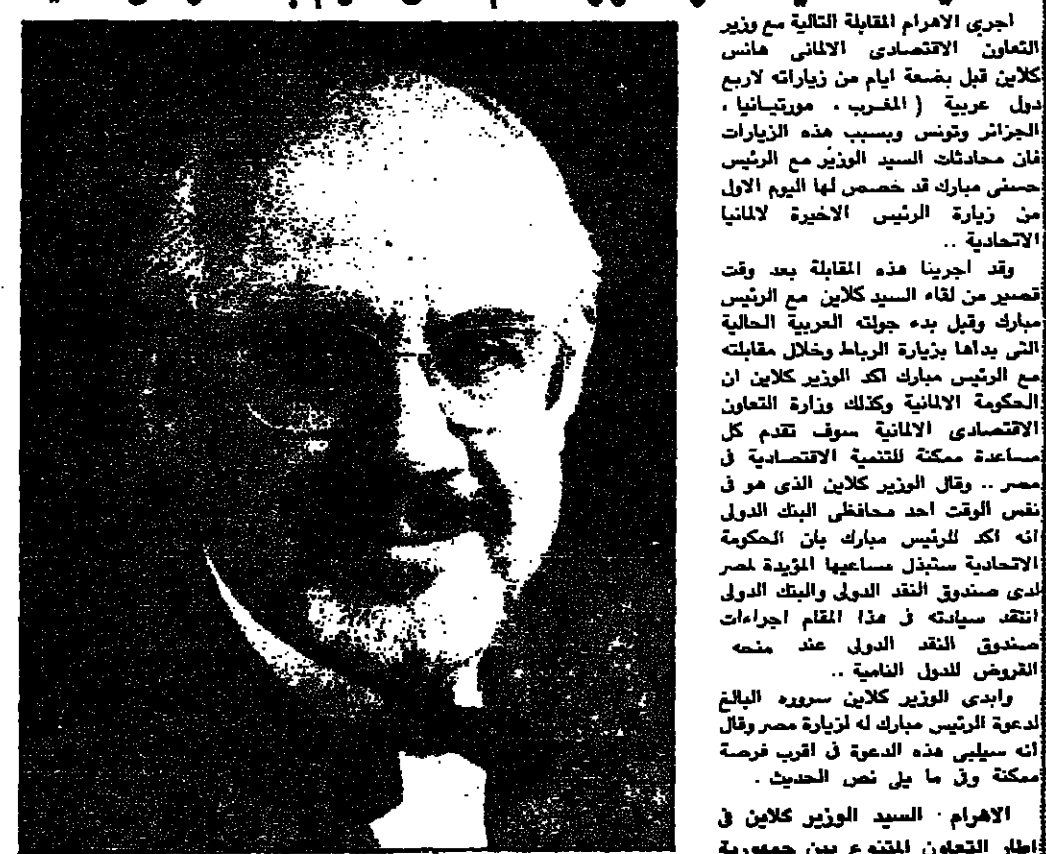 اجرى الاهرام المقابلة التالية مع وزير
التعاون الاقتصادى الالمانى هانس
كلاين قبل بضعة ايام من زياراته لاربع
دول عربية ( المغرب ، مورتيانيا ،
الجزائر وتونس وبسبب هذه الزيارات
فان محادثات السيد الوزير مع الرئيس
حسنى مبارك قد خصص لها اليوم الاول
من زيارة الرئيس الاخيرة لالمانيا
الاتحادية ..
وقد اجرينا هذه المقابلة بعد وقت
قصير من لقاء السيد كلاين مع الرئيس
مبارك وقبل بدء جولته العربية الحالية
التى بداها بزيارة الرباط وخلال مقابلته
مع الرئيس مبارك اكد الوزير كلاين ان
الحكومة الالمانية وكذلك وزارة التعاون
الاقتصادى الالمانية سوف تقدم كل
مساعدة ممكنة للتنمية الاقتصادية فى
مصر .. وقال الوزير كلاين الذى هو فى
نفس الوقت احد محافظى البنك الدولى
انه اكد للرئيس مبارك بان الحكومة
الاتحادية ستبذل مساعيها المؤيدة لمصر
لدى صندوق النقد الدولى والبنك الدولى
انتقد سيادته فى هذا المقام اجراءات
صندوق النقد الدولى عند منحه
القروض للدول النامية ..
وابدى الوزير كلاين سروره البالغ
لدعوة الرئيس مبارك له لزيارة مصر وقال
انه سيلبى هذه الدعوة فى اقرب فرصة
ممكنة وفى ما يلى نص الحديث .
الاهرام · السيد الوزير كلاين فى
اطار التعاون المتنوع بين جمهورية